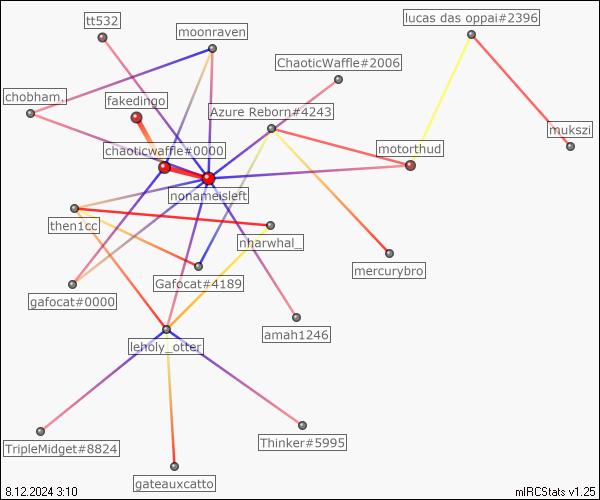 lucas das oppai#2396
tt532
moonraven
ChaoticWaffle#2006
chobham.
fakedingo
Azure Reborn#4243
mukszi
chaoticwaffle#0000
motorthud
nonameisleft
then1cc
nharwhal_
mercurybro
Gafocat#4189
gafocat#0000
amah1246
leholy_otter
TripleMidget#8824
Thinker#5995
gateauxcatto
8.12.2024 3:10
mIRCStats v1.25